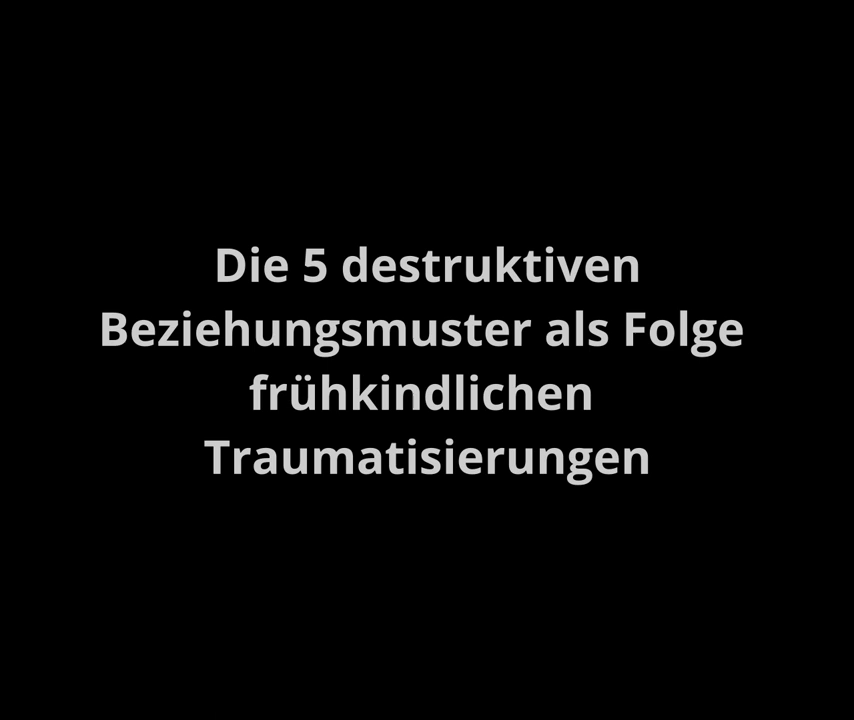 Die 5 destruktiven
Beziehungsmuster als Folge
frühkindlichen
Traumatisierungen